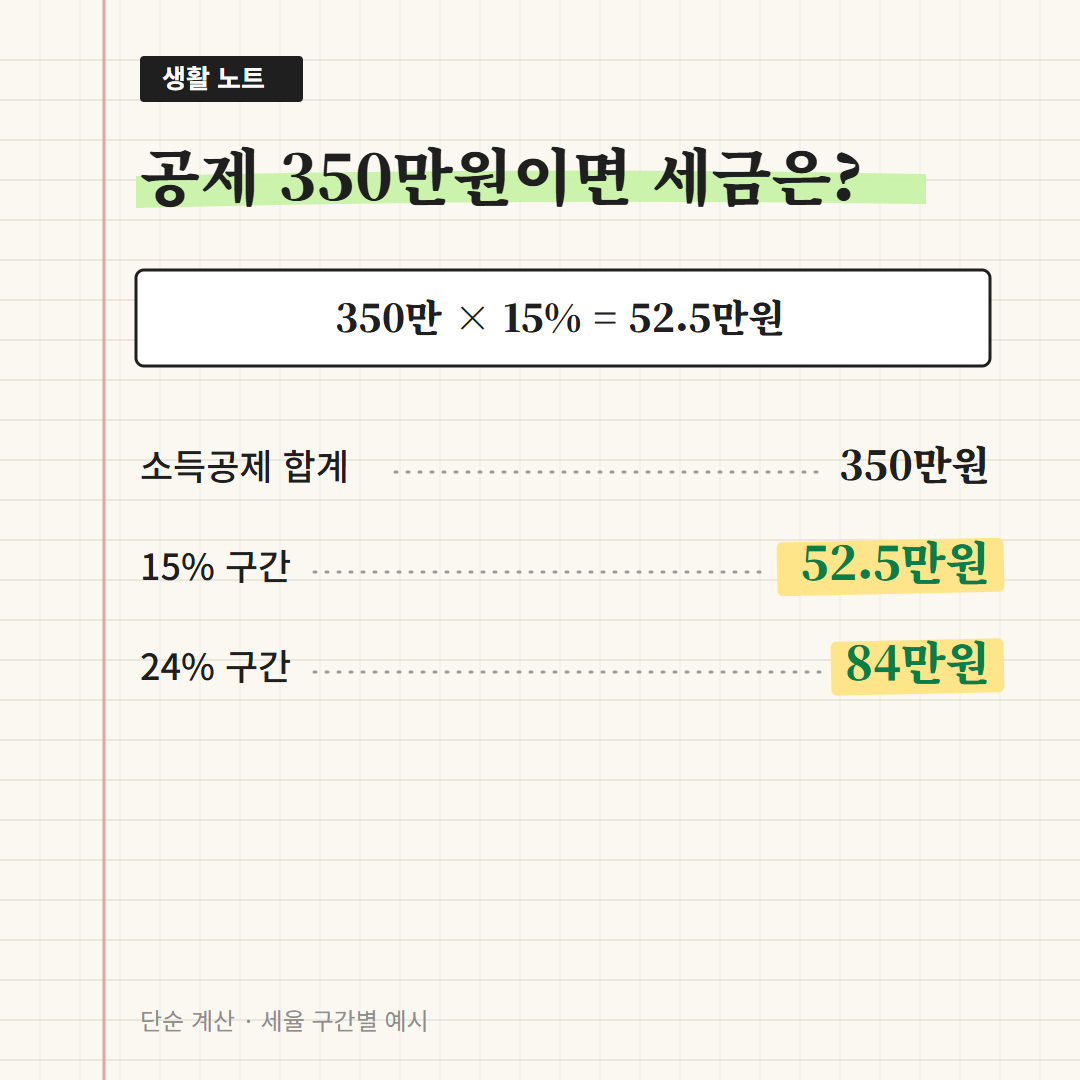 생활 노트
공제 350만원이면 세금은?
350만 × 15% = 52.5만원
소득공제 합계 350만원
15% 구간 52.5만원
24% 구간 84만원
단순 계산 · 세율 구간별 예시